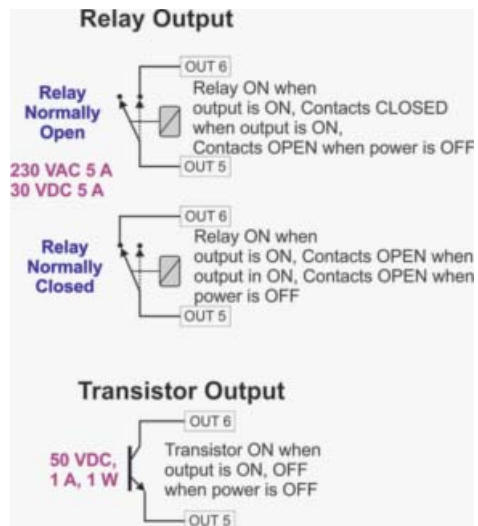 Relay Output
OUT 6
Relay
Normally
Open
Relay ON when
output is ON, Contacts CLOSED
when output is ON,
Contacts OPEN when power is OFF
OUT 5
230 VAC 5 A
30 VDC 5 A
OUT 6
Relay
Normally
Closed
Relay ON when
output is ON, Contacts OPEN when
output in ON, Contacts OPEN when
power is OFF
OUT 5
Transistor Output
OUT 6
50 VDC,
1 A, 1 W
Transistor ON when
output is ON, OFF
when power is OFF
OUT 5